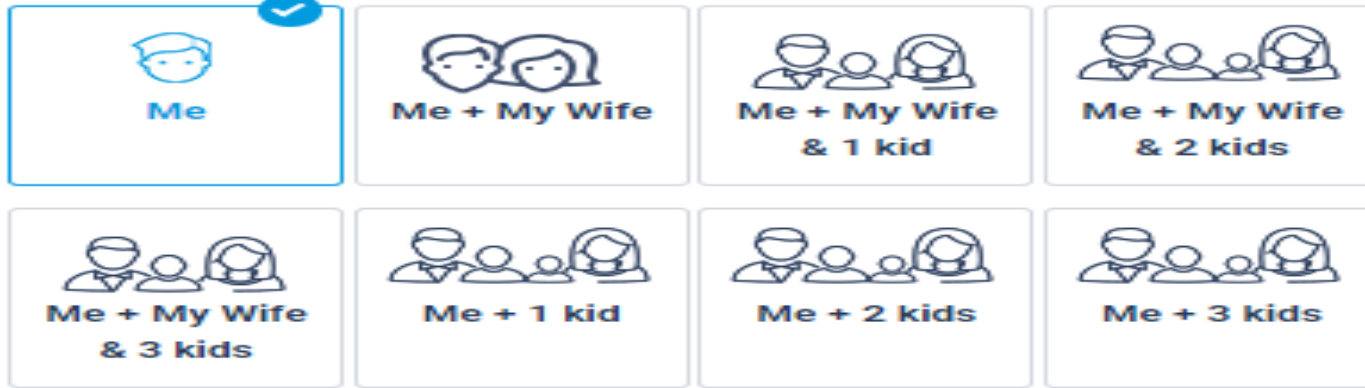 Me
Me + My Wife
Me + My Wife
& 1 kid
Me + My Wife
& 2 kids
Me + My Wife
& 3 kids
Me + 1 kid
Me + 2 kids
Me + 3 kids